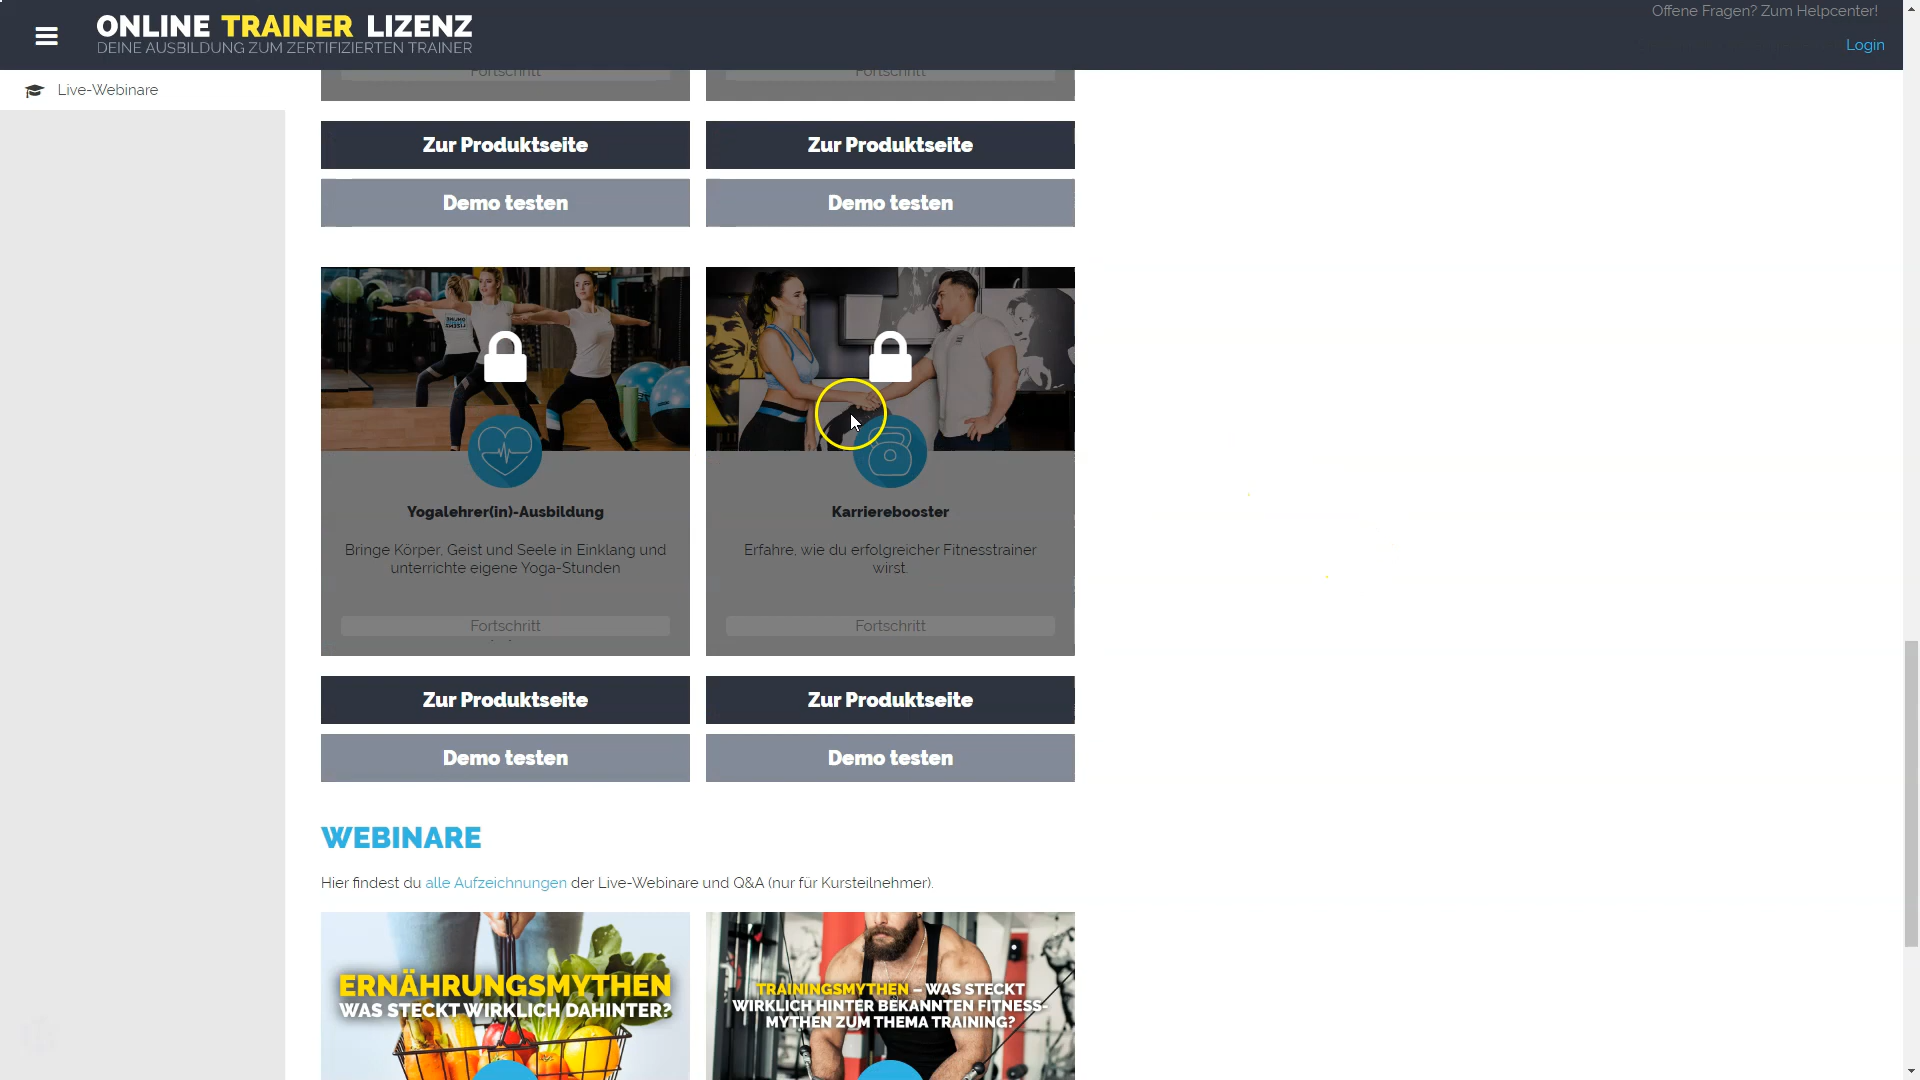 ONLINE TRAINER LIZENZ
DEINE AUSBILDUNG ZUM ZERTIFIZIERTEN TRAINER
Offene Fragen? Zum Helpcenter!
Login
Live-Webinare
Fortschritt
Fortschritt
Zur Produktseite
Zur Produktseite
Demo testen
Demo testen
Yogalehrer(in)-Ausbildung
Bringe Körper, Geist und Seele in Einklang und
unterrichte eigene Yoga-Stunden
Fortschritt
Karrierebooster
Erfahre, wie du erfolgreicher Fitnesstrainer
wirst.
Fortschritt
Zur Produktseite
Zur Produktseite
Demo testen
Demo testen
WEBINARE
Hier findest du alle Aufzeichnungen der Live-Webinare und Q&A (nur für Kursteilnehmer).
ERNÄHRUNGSMYTHEN
WAS STECKT WIRKLICH DAHINTER?
TRAININGSMYTHEN – WAS STECKT
WIRKLICH HINTER BEKANNTEN FITNESS-
MYTHEN ZUM THEMA TRAINING?